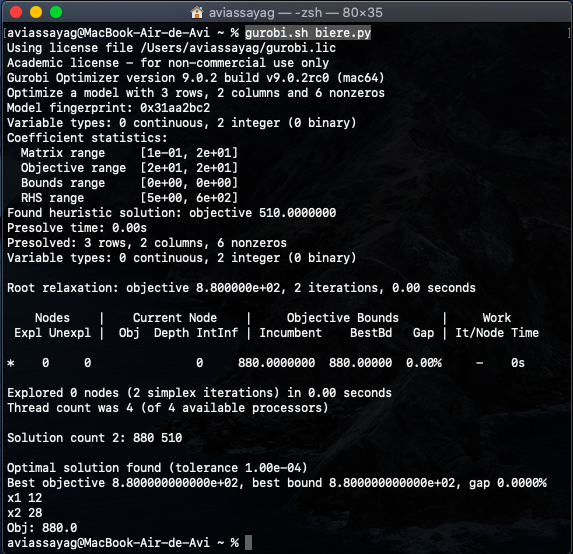 aviassayag — -zsh — 80×35
[aviassayag@MacBook-Air-de-Avi ~ % gurobi.sh biere.py ]
Using license file /Users/aviassayag/gurobi.lic
Academic license - for non-commercial use only
Gurobi Optimizer version 9.0.2 build v9.0.2rc0 (mac64)
Optimize a model with 3 rows, 2 columns and 6 nonzeros
Model fingerprint: 0x31aa2bc2
Variable types: 0 continuous, 2 integer (0 binary)
Coefficient statistics:
  Matrix range     [1e-01, 2e+01]
  Objective range  [2e+01, 2e+01]
  Bounds range     [0e+00, 0e+00]
  RHS range        [5e+00, 6e+02]
Found heuristic solution: objective 510.0000000
Presolve time: 0.00s
Presolved: 3 rows, 2 columns, 6 nonzeros
Variable types: 0 continuous, 2 integer (0 binary)
Root relaxation: objective 8.800000e+02, 2 iterations, 0.00 seconds
    Nodes    |    Current Node    |     Objective Bounds      |     Work
 Expl Unexpl |  Obj  Depth IntInf | Incumbent    BestBd   Gap | It/Node Time
*    0     0               0     880.0000000  880.00000  0.00%     -    0s
Explored 0 nodes (2 simplex iterations) in 0.00 seconds
Thread count was 4 (of 4 available processors)
Solution count 2: 880 510
Optimal solution found (tolerance 1.00e-04)
Best objective 8.800000000000e+02, best bound 8.800000000000e+02, gap 0.0000%
x1 12
x2 28
Obj: 880.0
aviassayag@MacBook-Air-de-Avi ~ %